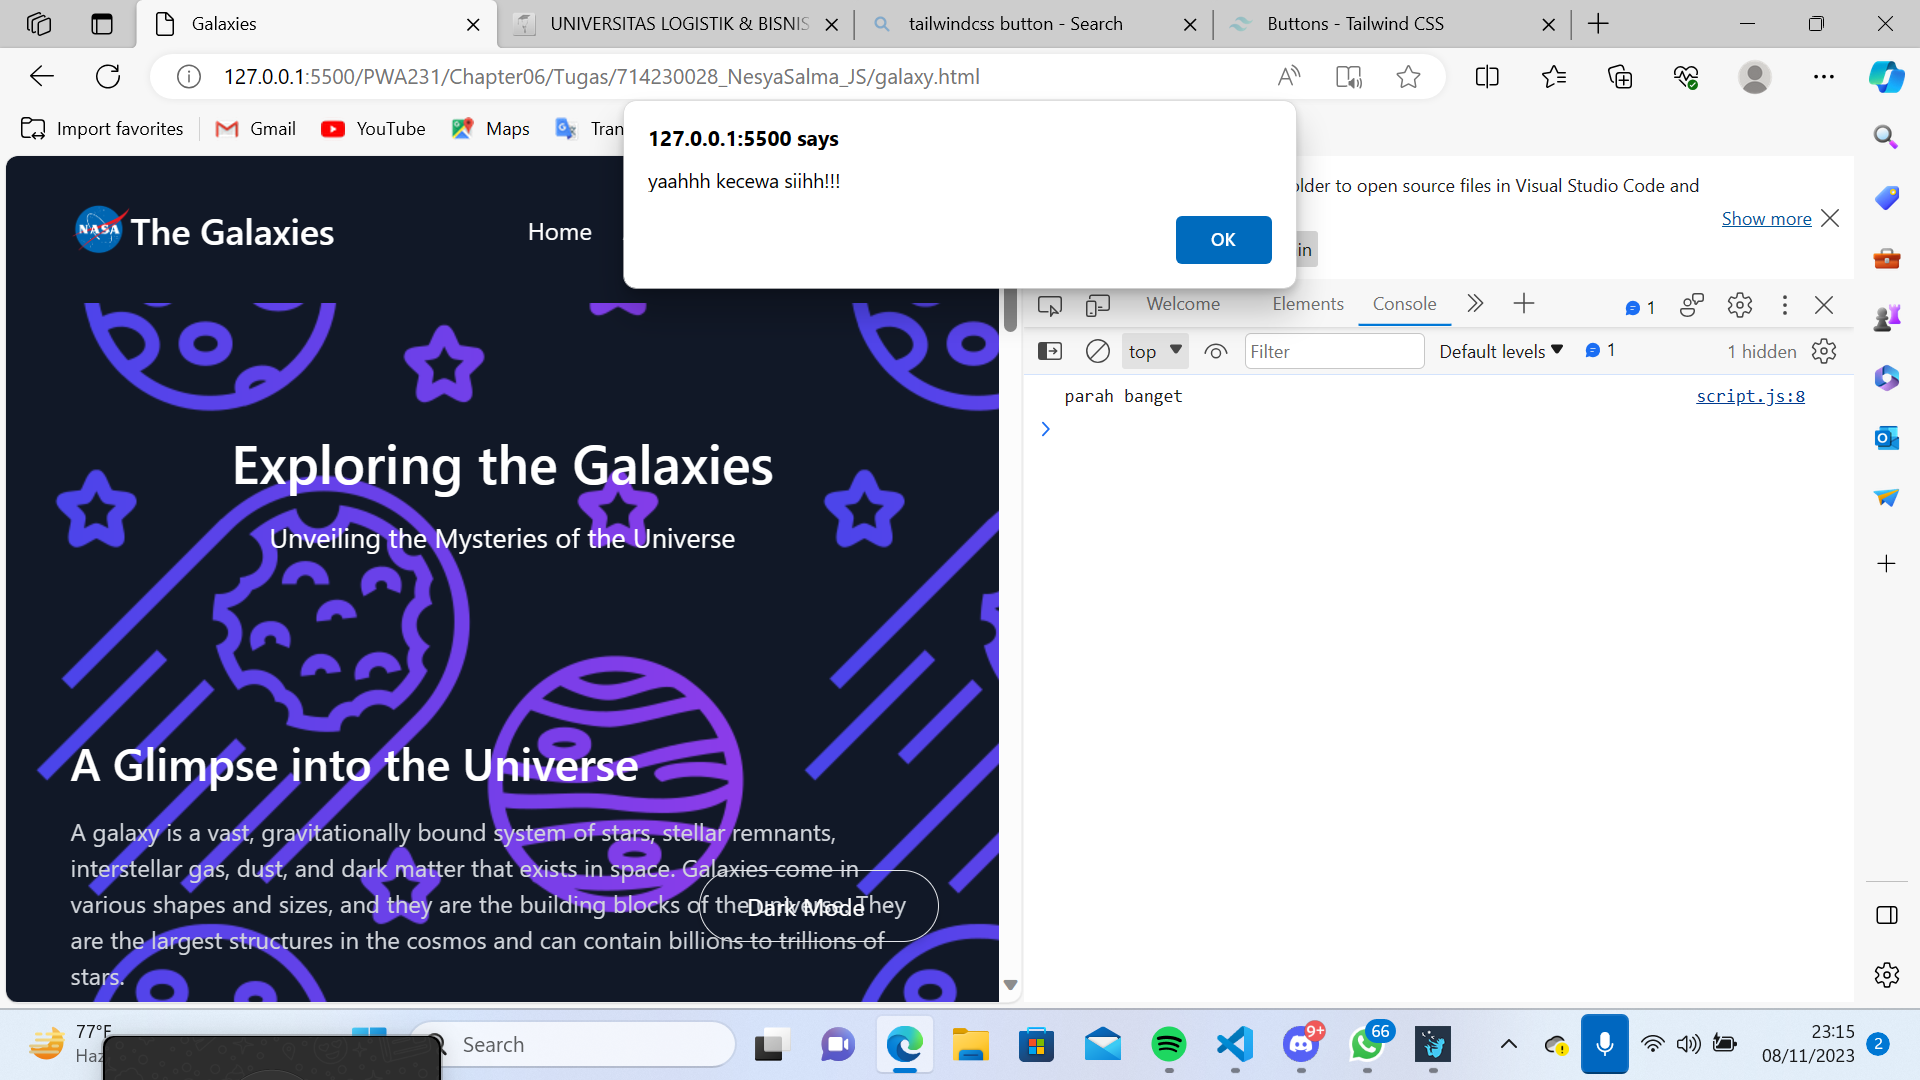 Galaxies
UNIVERSITAS LOGISTIK & BISNIS
tailwindcss button - Search
Buttons - Tailwind CSS
127.0.0.1:5500/PWA231/Chapter06/Tugas/714230028_NesyaSalma_JS/galaxy.html
Import favorites
Gmail
YouTube
Maps
Tran
127.0.0.1:5500 says
yaahhh kecewa siihh!!!
OK
older to open source files in Visual Studio Code and
Show more
in
NASA
The Galaxies
Home
Welcome
Elements
Console
1
top
Filter
Default levels
1
1 hidden
parah banget
script.js:8
Exploring the Galaxies
Unveiling the Mysteries of the Universe
A Glimpse into the Universe
A galaxy is a vast, gravitationally bound system of stars, stellar remnants,
interstellar gas, dust, and dark matter that exists in space. Galaxies come in
various shapes and sizes, and they are the building blocks of the universe. They
Dark Mode
are the largest structures in the cosmos and can contain billions to trillions of
stars.
77°F
Haz
Search
9+
66
23:15
08/11/2023
2